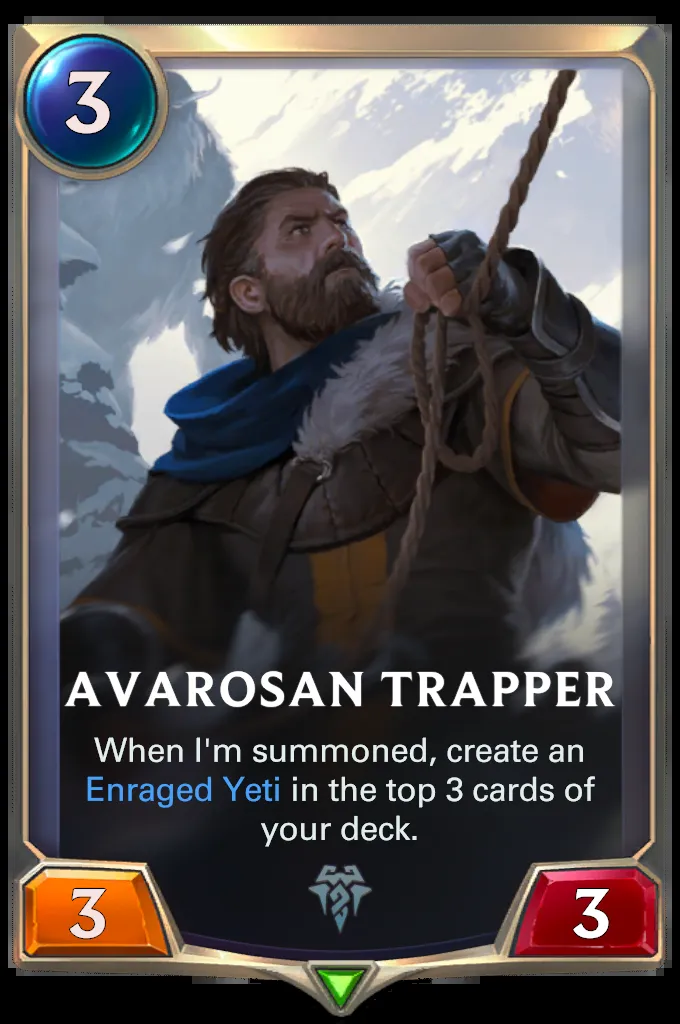 3
AVAROSAN TRAPPER
When I'm summoned, create an
Enraged Yeti in the top 3 cards of
your deck.
3
3